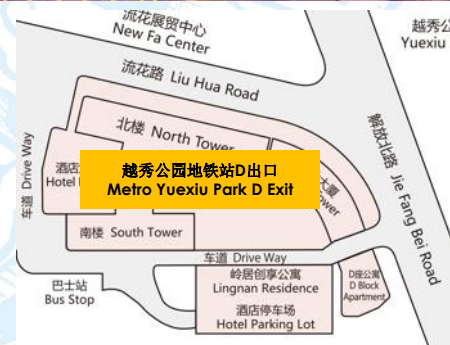 流花展贸中心
New Fa Center
越秀公
Yuexiu
流花路 Liu Hua Road
解放北路 Jie Fang Bei Road
北楼 North Tower
车道 Drive Way
酒店
Hotel
大厦
越秀公园地铁站D出口
Metro Yuexiu Park D Exit
南楼 South Tower
车道 Drive Way
巴士站
Bus Stop
岭居创享公寓
Lingnan Residence
酒店停车场
Hotel Parking Lot
D座公寓
D Block
Apartment